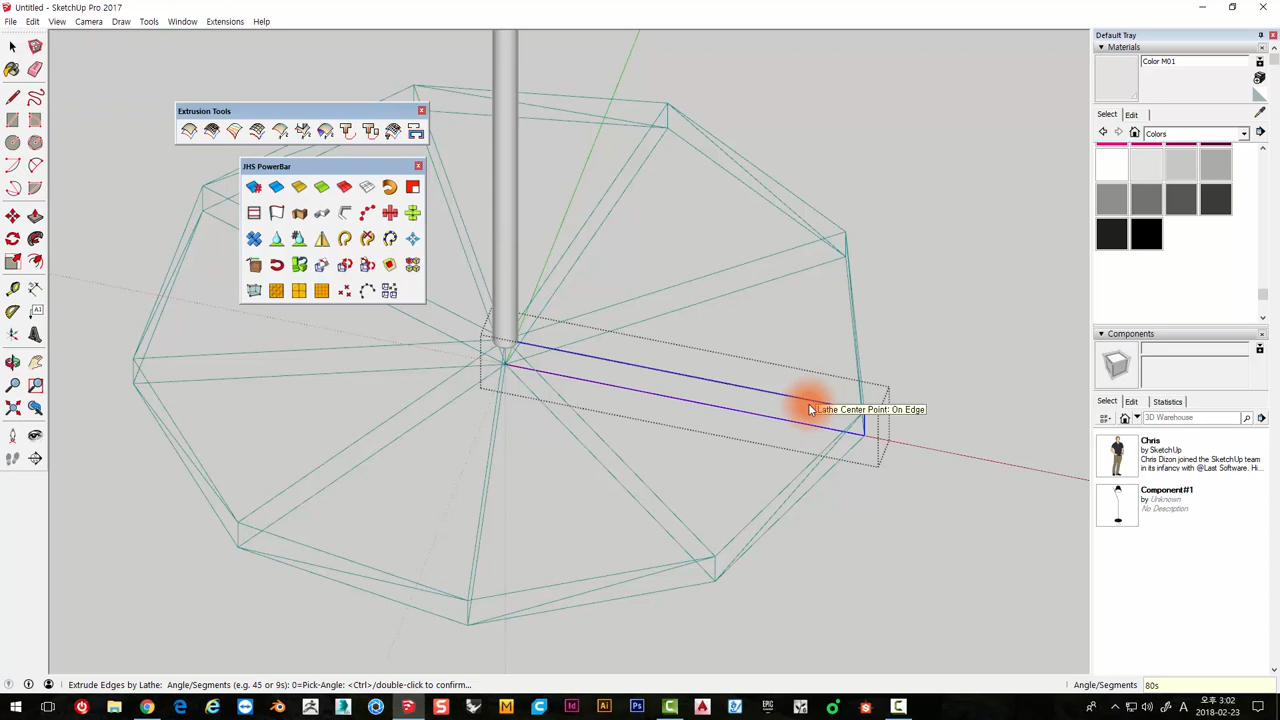 Untitled - SketchUp Pro 2017
File Edit View Camera Draw Tools Window Extensions Help
Default Tray
Materials
Color M01
Extrusion Tools
Select Edit
Colors
JHS PowerBar
A1
Components
Lathe Center Point: On Edge
Select Edit Statistics
3D Warehouse
Chris
by SketchUp
Chris Dizon joined the SketchUp team
in its infancy with @Last Software. Hi...
Component#1
by Unknown
No Description
Extrude Edges by Lathe: Angle/Segments (e.g. 45 or 9s): 0=Pick-Angle: <Ctrl>/double-click to confirm...
Angle/Segments 80s
오후 3:02
2018-02-23